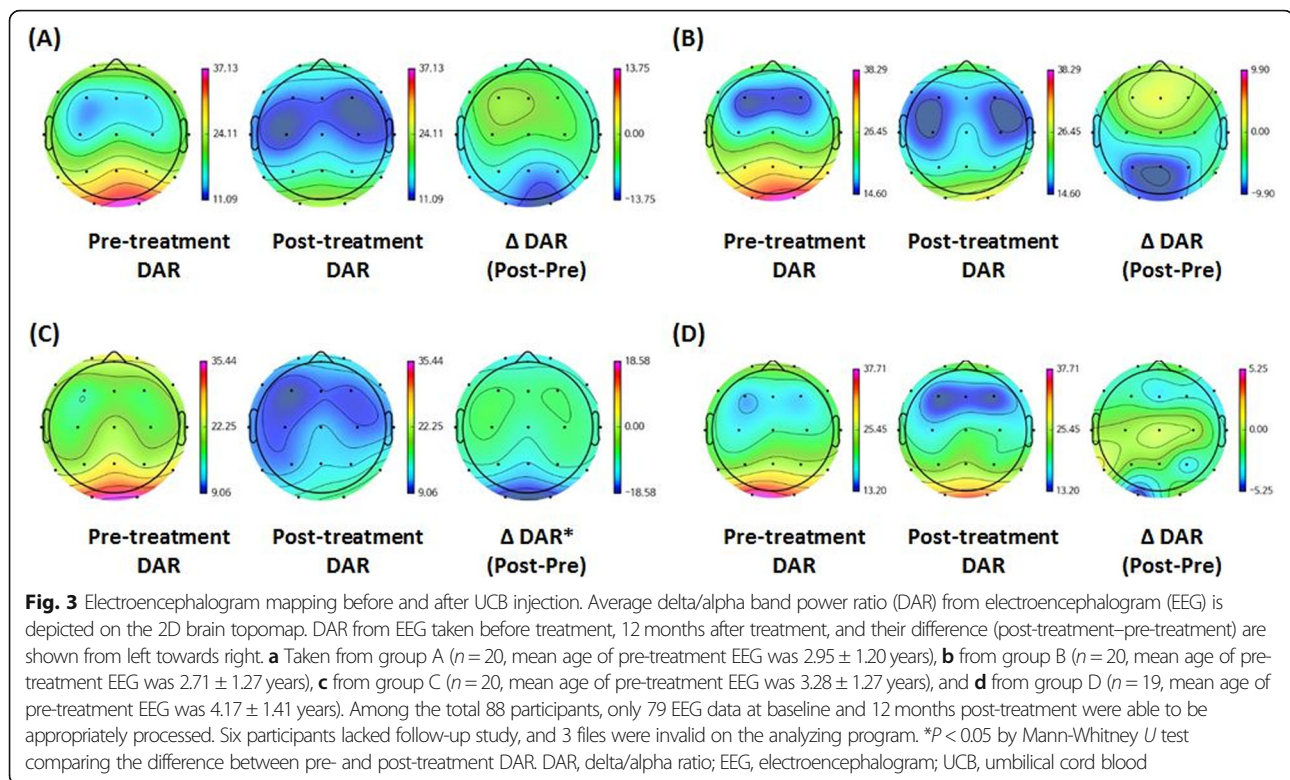 (A)
37.13
24.11
11.09
37.13
24.11
11.09
13.75
0.00
−13.75
Pre-treatment DAR
Post-treatment DAR
Δ DAR (Post-Pre)
(B)
38.29
26.45
14.60
38.29
26.45
14.60
9.90
0.00
−9.90
Pre-treatment DAR
Post-treatment DAR
Δ DAR (Post-Pre)
(C)
35.44
22.25
9.06
35.44
22.25
9.06
18.58
0.00
−18.58
Pre-treatment DAR
Post-treatment DAR
Δ DAR* (Post-Pre)
(D)
37.71
25.45
13.20
37.71
25.45
13.20
5.25
0.00
−5.25
Pre-treatment DAR
Post-treatment DAR
Δ DAR (Post-Pre)
Fig. 3 Electroencephalogram mapping before and after UCB injection. Average delta/alpha band power ratio (DAR) from electroencephalogram (EEG) is
depicted on the 2D brain topomap. DAR from EEG taken before treatment, 12 months after treatment, and their difference (post-treatment–pre-treatment) are
shown from left towards right. a Taken from group A (n = 20, mean age of pre-treatment EEG was 2.95 ± 1.20 years), b from group B (n = 20, mean age of pre-
treatment EEG was 2.71 ± 1.27 years), c from group C (n = 20, mean age of pre-treatment EEG was 3.28 ± 1.27 years), and d from group D (n = 19, mean age of
pre-treatment EEG was 4.17 ± 1.41 years). Among the total 88 participants, only 79 EEG data at baseline and 12 months post-treatment were able to be
appropriately processed. Six participants lacked follow-up study, and 3 files were invalid on the analyzing program. *P < 0.05 by Mann-Whitney U test
comparing the difference between pre- and post-treatment DAR. DAR, delta/alpha ratio; EEG, electroencephalogram; UCB, umbilical cord blood